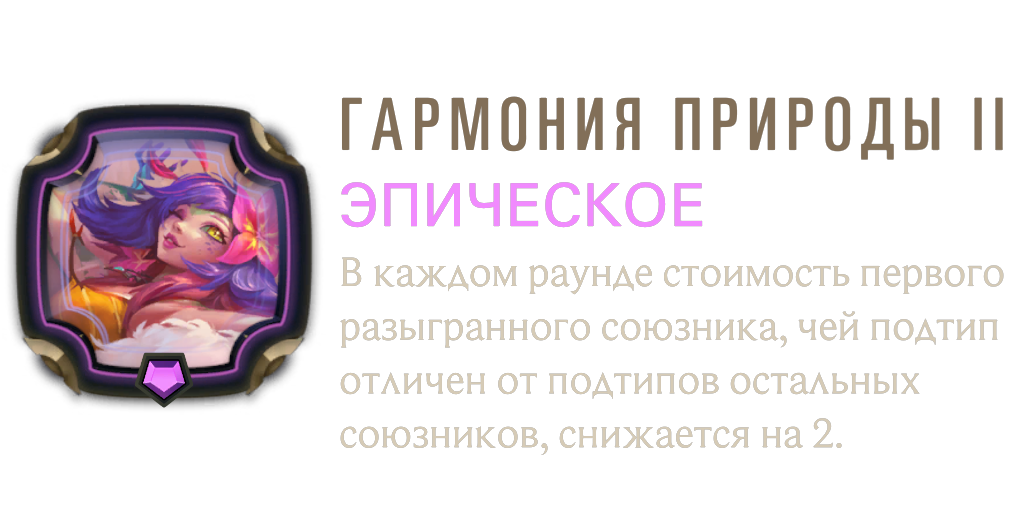 ГАРМОНИЯ ПРИРОДЫ II
ЭПИЧЕСКОЕ
В каждом раунде стоимость первого
разыгранного союзника, чей подтип
отличен от подтипов остальных
союзников, снижается на 2.